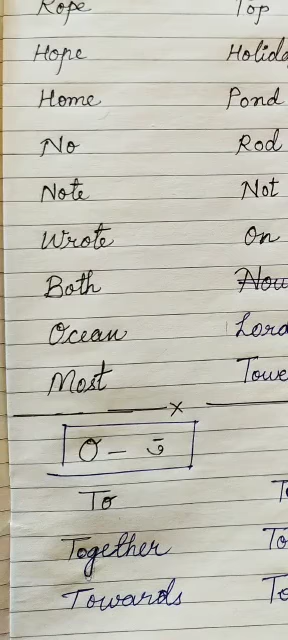 Rope Top
Hope
Home Pond
No Rod
Note Not
Wrote On
Both
Ocean
Most
O -
To
Together
Towards